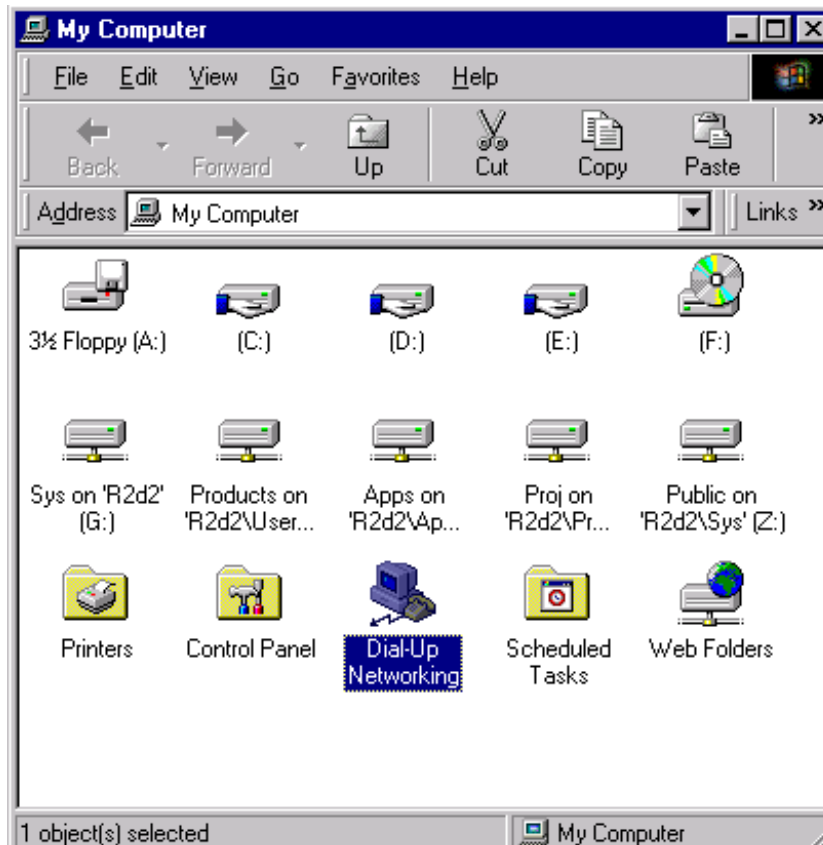 My Computer
File Edit View Go Favorites Help
Back Forward Up Cut Copy Paste »
Address My Computer Links »
3½ Floppy (A:) (C:) (D:) (E:) (F:)
Sys on 'R2d2' Products on Apps on Proj on Public on
(G:) 'R2d2\User... 'R2d2\Ap... 'R2d2\Pr... 'R2d2\Sys' (Z:)
Printers Control Panel Dial-Up Scheduled Web Folders
Networking Tasks
1 object(s) selected My Computer